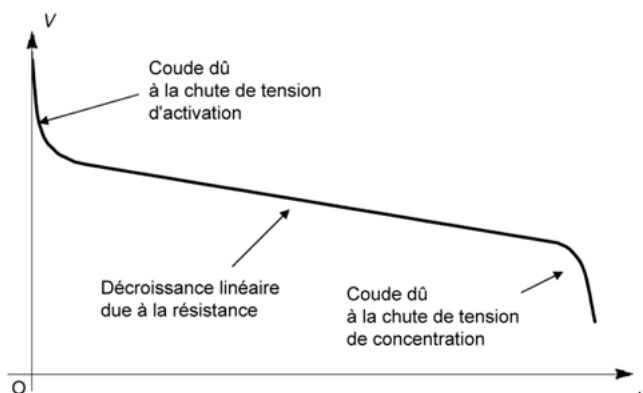 V
Coude dû
à la chute de tension
d'activation
Décroissance linéaire
due à la résistance
Coude dû
à la chute de tension
de concentration
O